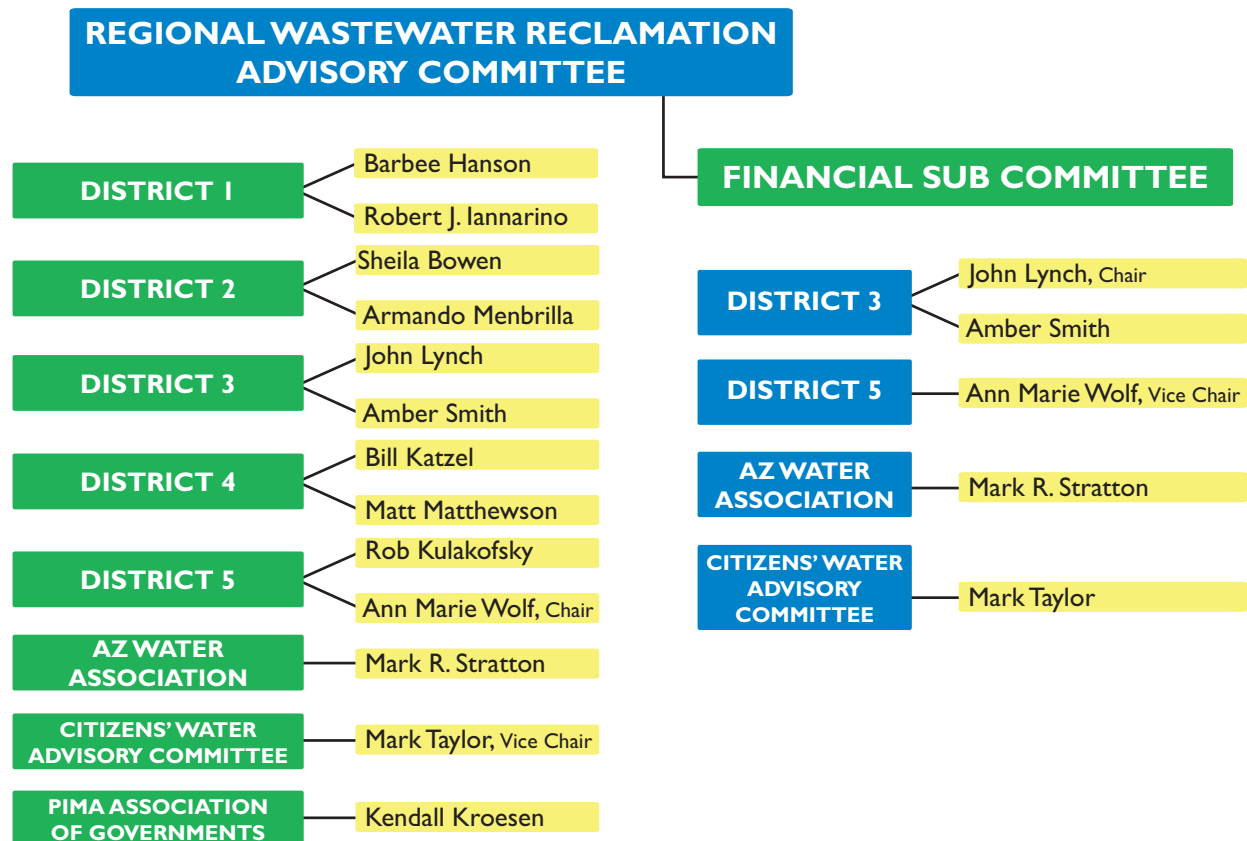 REGIONAL WASTEWATER RECLAMATION
ADVISORY COMMITTEE
DISTRICT 1
Barbee Hanson
Robert J. Iannarino
DISTRICT 2
Sheila Bowen
Armando Menbrilla
DISTRICT 3
John Lynch
Amber Smith
DISTRICT 4
Bill Katzel
Matt Matthewson
DISTRICT 5
Rob Kulakofsky
Ann Marie Wolf, Chair
AZ WATER
ASSOCIATION
Mark R. Stratton
CITIZENS' WATER
ADVISORY COMMITTEE
Mark Taylor, Vice Chair
PIMA ASSOCIATION
OF GOVERNMENTS
Kendall Kroesen
FINANCIAL SUB COMMITTEE
DISTRICT 3
John Lynch, Chair
Amber Smith
DISTRICT 5
Ann Marie Wolf, Vice Chair
AZ WATER
ASSOCIATION
Mark R. Stratton
CITIZENS' WATER
ADVISORY
COMMITTEE
Mark Taylor